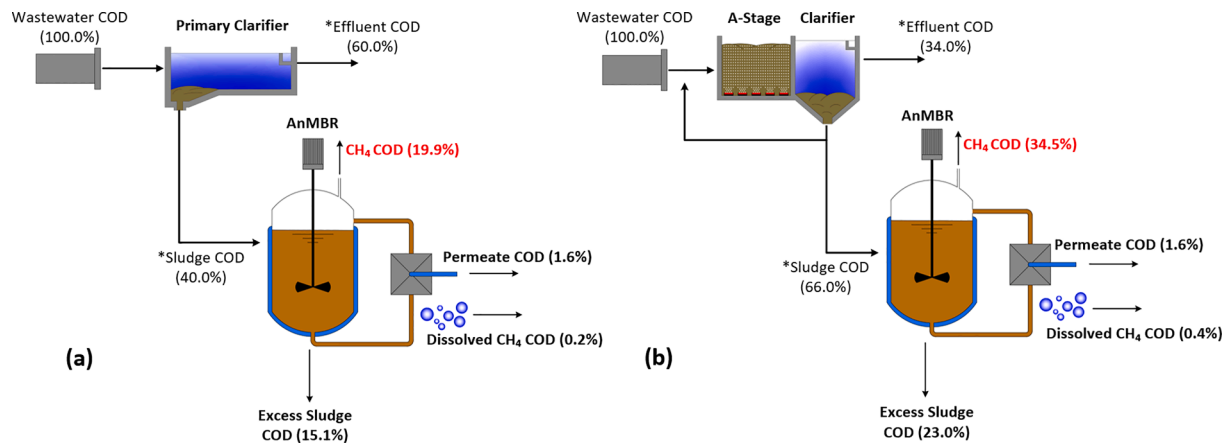 Wastewater COD
(100.0%)
Primary Clarifier
*Effluent COD
(60.0%)
AnMBR
CH₄ COD (19.9%)
*Sludge COD
(40.0%)
Permeate COD (1.6%)
Dissolved CH₄ COD (0.2%)
(a)
Excess Sludge
COD (15.1%)
Wastewater COD
(100.0%)
A-Stage
Clarifier
*Effluent COD
(34.0%)
AnMBR
CH₄ COD (34.5%)
*Sludge COD
(66.0%)
Permeate COD (1.6%)
Dissolved CH₄ COD (0.4%)
(b)
Excess Sludge
COD (23.0%)